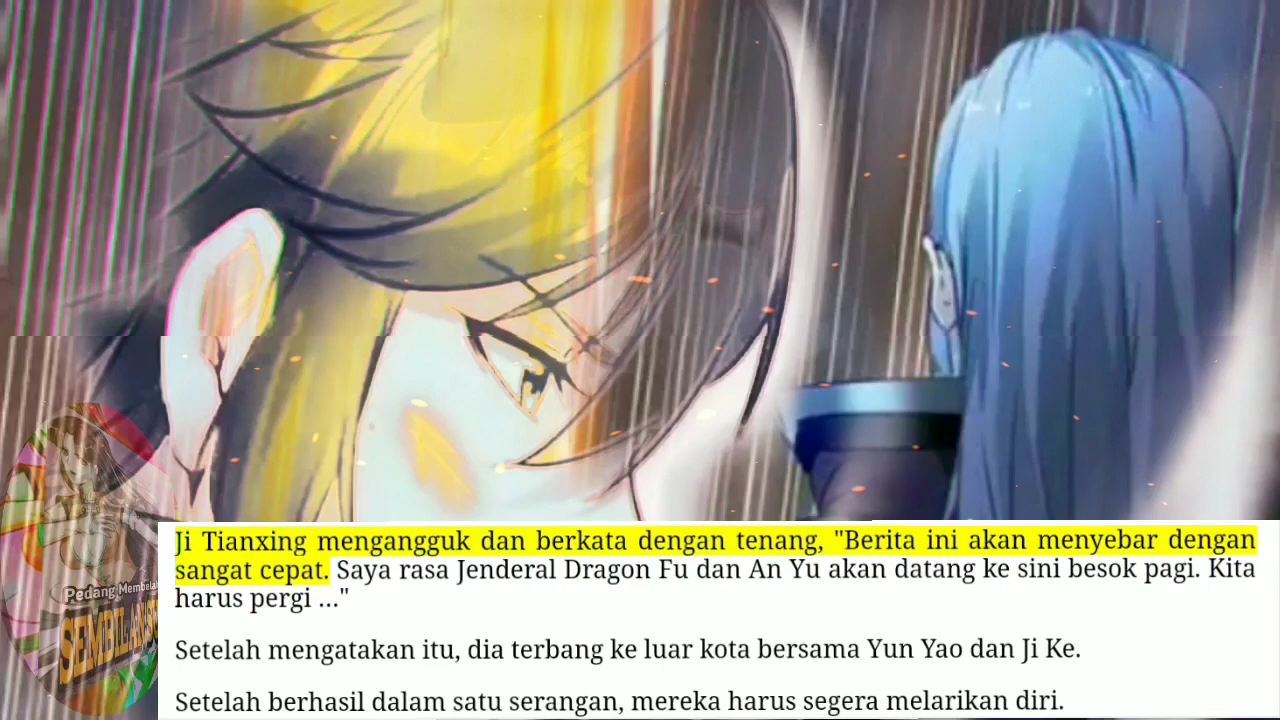 Ji Tianxing mengangguk dan berkata dengan tenang, "Berita ini akan menyebar dengan
sangat cepat. Saya rasa Jenderal Dragon Fu dan An Yu akan datang ke sini besok pagi. Kita
harus pergi ..."
Setelah mengatakan itu, dia terbang ke luar kota bersama Yun Yao dan Ji Ke.
Setelah berhasil dalam satu serangan, mereka harus segera melarikan diri.
Pedang
SEMBILAN